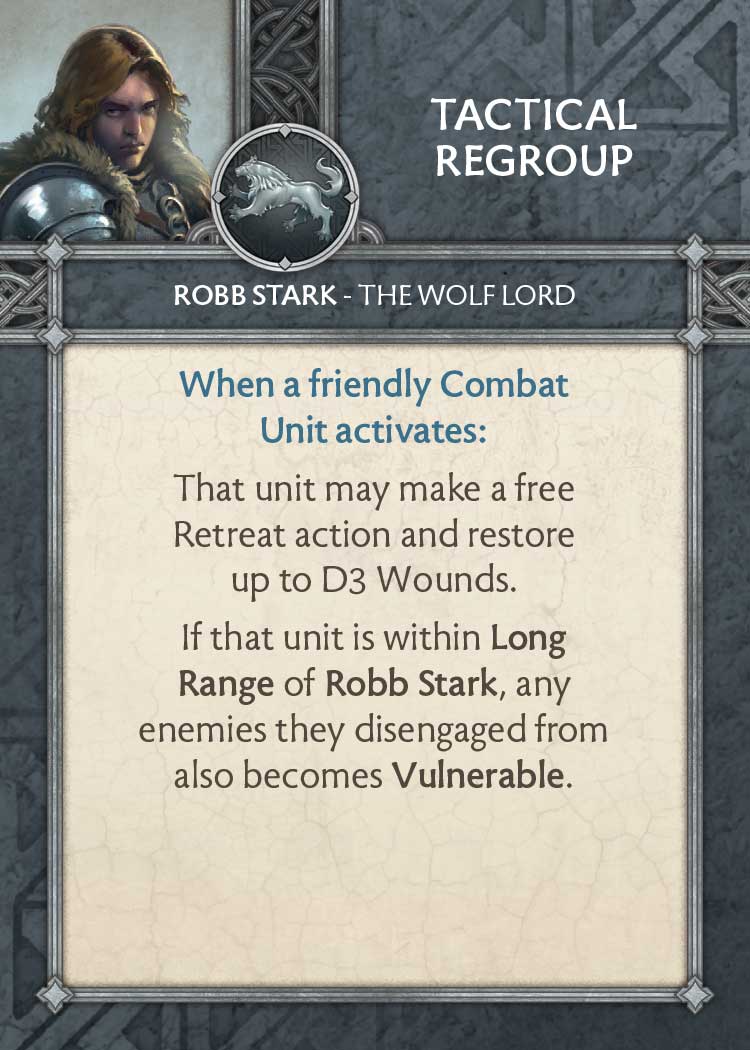 TACTICAL
REGROUP
ROBB STARK - THE WOLF LORD
When a friendly Combat
Unit activates:
That unit may make a free
Retreat action and restore
up to D3 Wounds.
If that unit is within Long
Range of Robb Stark, any
enemies they disengaged from
also becomes Vulnerable.